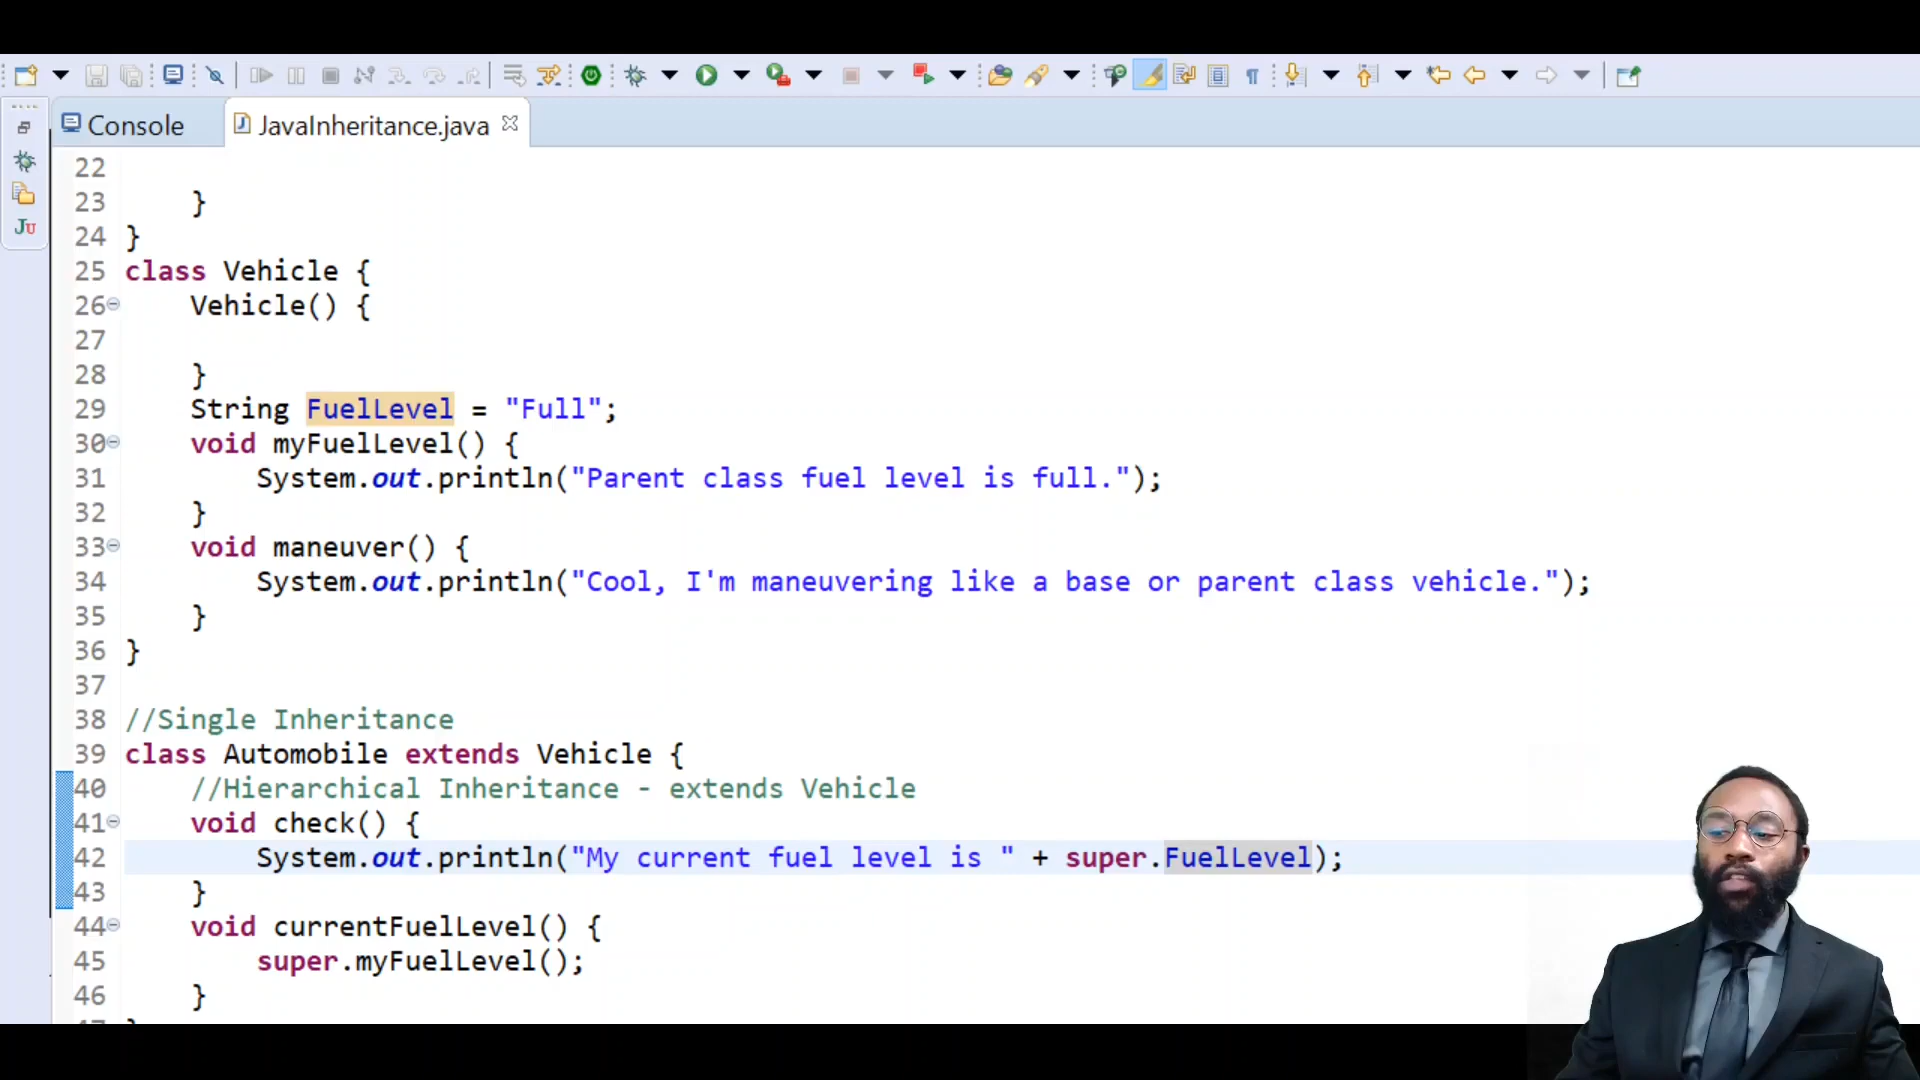 Console
JavaInheritance.java
Ju
22
23 }
24 }
25 class Vehicle {
26 Vehicle() {
27
28 }
29 String FuelLevel = "Full";
30 void myFuelLevel() {
31 System.out.println("Parent class fuel level is full.");
32 }
33 void maneuver() {
34 System.out.println("Cool, I'm maneuvering like a base or parent class vehicle.");
35 }
36 }
37
38 //Single Inheritance
39 class Automobile extends Vehicle {
40 //Hierarchical Inheritance - extends Vehicle
41 void check() {
42 System.out.println("My current fuel level is " + super.FuelLevel);
43 }
44 void currentFuelLevel() {
45 super.myFuelLevel();
46 }